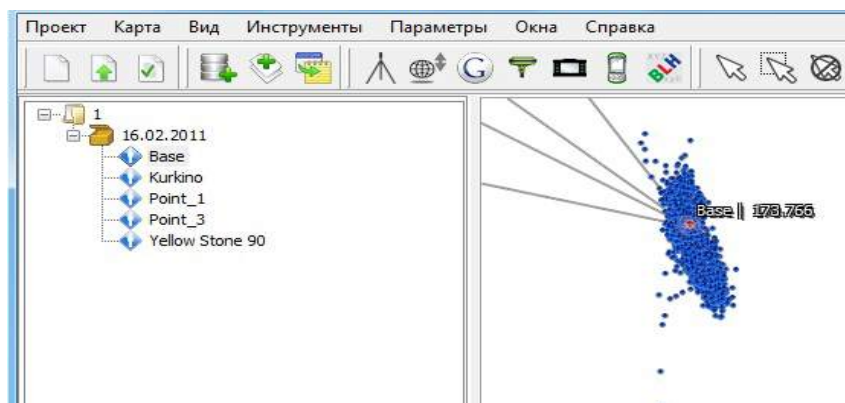 Проект Карта Вид Инструменты Параметры Окна Справка
G BLH
1
16.02.2011
Base
Kurkino
Point_1
Point_3
Yellow Stone 90
Base | 173.766